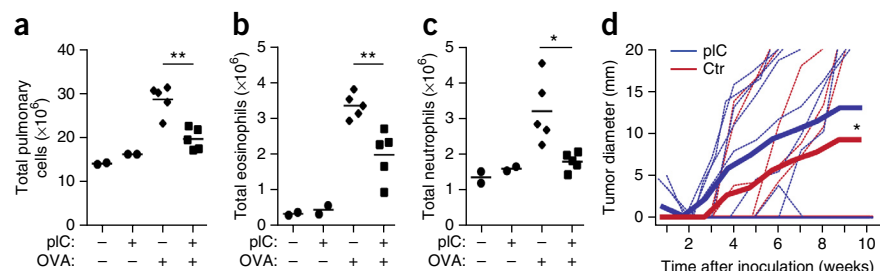 a
Total pulmonary
cells (×10⁶)
40
30
20
10
0
**
pIC: – + – +
OVA: – – + +
b
Total eosinophils (×10⁶)
5
4
3
2
1
0
**
pIC: – + – +
OVA: – – + +
c
Total neutrophils (×10⁶)
5
4
3
2
1
0
*
pIC: – + – +
OVA: – – + +
d
Tumor diameter (mm)
20
15
10
5
0
pIC
Ctr
*
2 4 6 8 10
Time after inoculation (weeks)